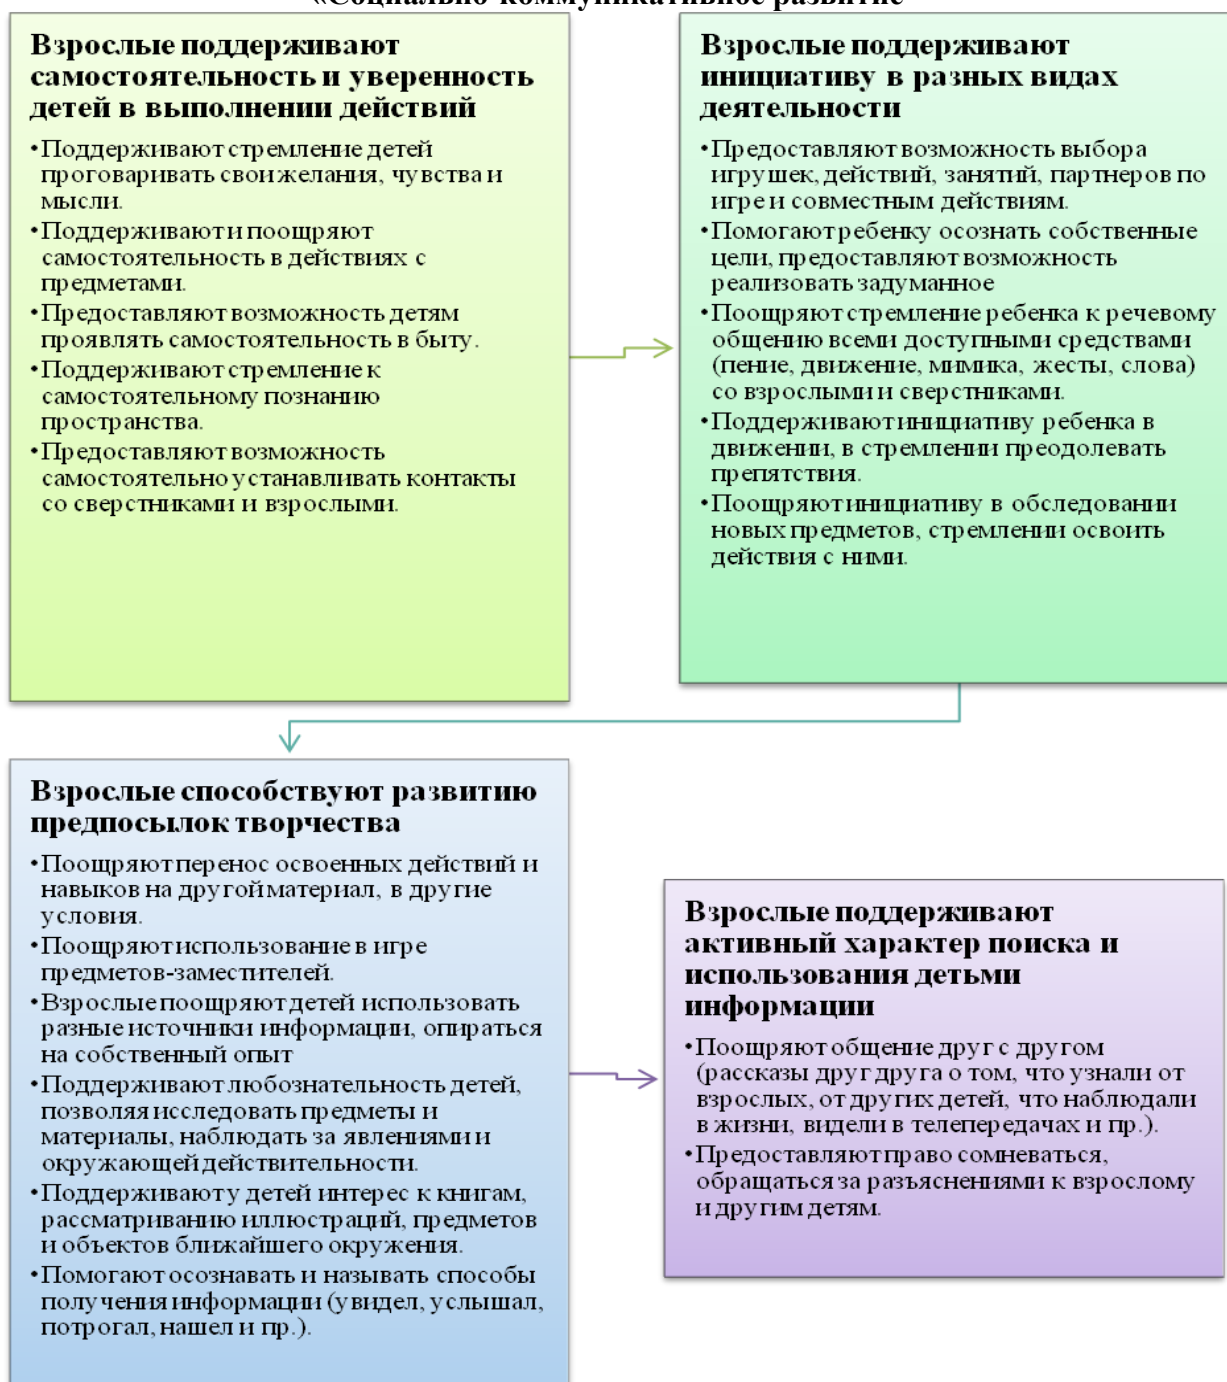 «Социально-коммуникативное развитие
Взрослые поддерживают
самостоятельность и уверенность
детей в выполнении действий
•Поддерживают стремление детей
проговаривать свои желания, чувства и
мысли.
•Поддерживают и поощряют
самостоятельность в действиях с
предметами.
•Предоставляют возможность детям
проявлять самостоятельность в быту.
•Поддерживают стремление к
самостоятельному познанию
пространства.
•Предоставляют возможность
самостоятельно устанавливать контакты
со сверстниками и взрослыми.
Взрослые поддерживают
инициативу в разных видах
деятельности
•Предоставляют возможность выбора
игрушек, действий, занятий, партнеров по
игре и совместным действиям.
•Помогают ребенку осознать собственные
цели, предоставляют возможность
реализовать задуманное
•Поощряют стремление ребенка к речевому
общению всеми доступными средствами
(пение, движение, мимика, жесты, слова)
со взрослыми и сверстниками.
•Поддерживают инициативу ребенка в
движении, в стремлении преодолевать
препятствия.
•Поощряют инициативу в обследовании
новых предметов, стремлении освоить
действия с ними.
Взрослые способствуют развитию
предпосылок творчества
•Поощряют перенос освоенных действий и
навыков на другой материал, в другие
условия.
•Поощряют использование в игре
предметов-заместителей.
•Взрослые поощряют детей использовать
разные источники информации, опираться
на собственный опыт
•Поддерживают любознательность детей,
позволяя исследовать предметы и
материалы, наблюдать за явлениями и
окружающей действительности.
•Поддерживают у детей интерес к книгам,
рассматриванию иллюстраций, предметов
и объектов ближайшего окружения.
•Помогают осознавать и называть способы
получения информации (увидел, услышал,
потрогал, нашел и пр.).
Взрослые поддерживают
активный характер поиска и
использования детьми
информации
•Поощряют общение друг с другом
(рассказы друг друга о том, что узнали от
взрослых, от других детей, что наблюдали
в жизни, видели в телепередачах и пр.).
•Предоставляют право сомневаться,
обращаться за разъяснениями к взрослому
и другим детям.